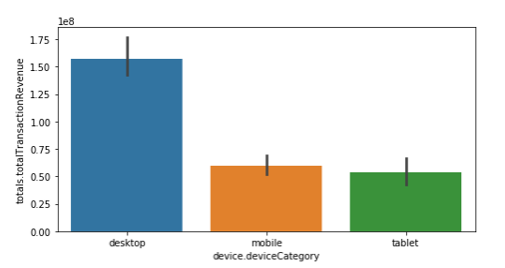 1e8
1.75
1.50
1.25
1.00
0.75
0.50
0.25
0.00
totals.totalTransactionRevenue
desktop mobile tablet
device.deviceCategory